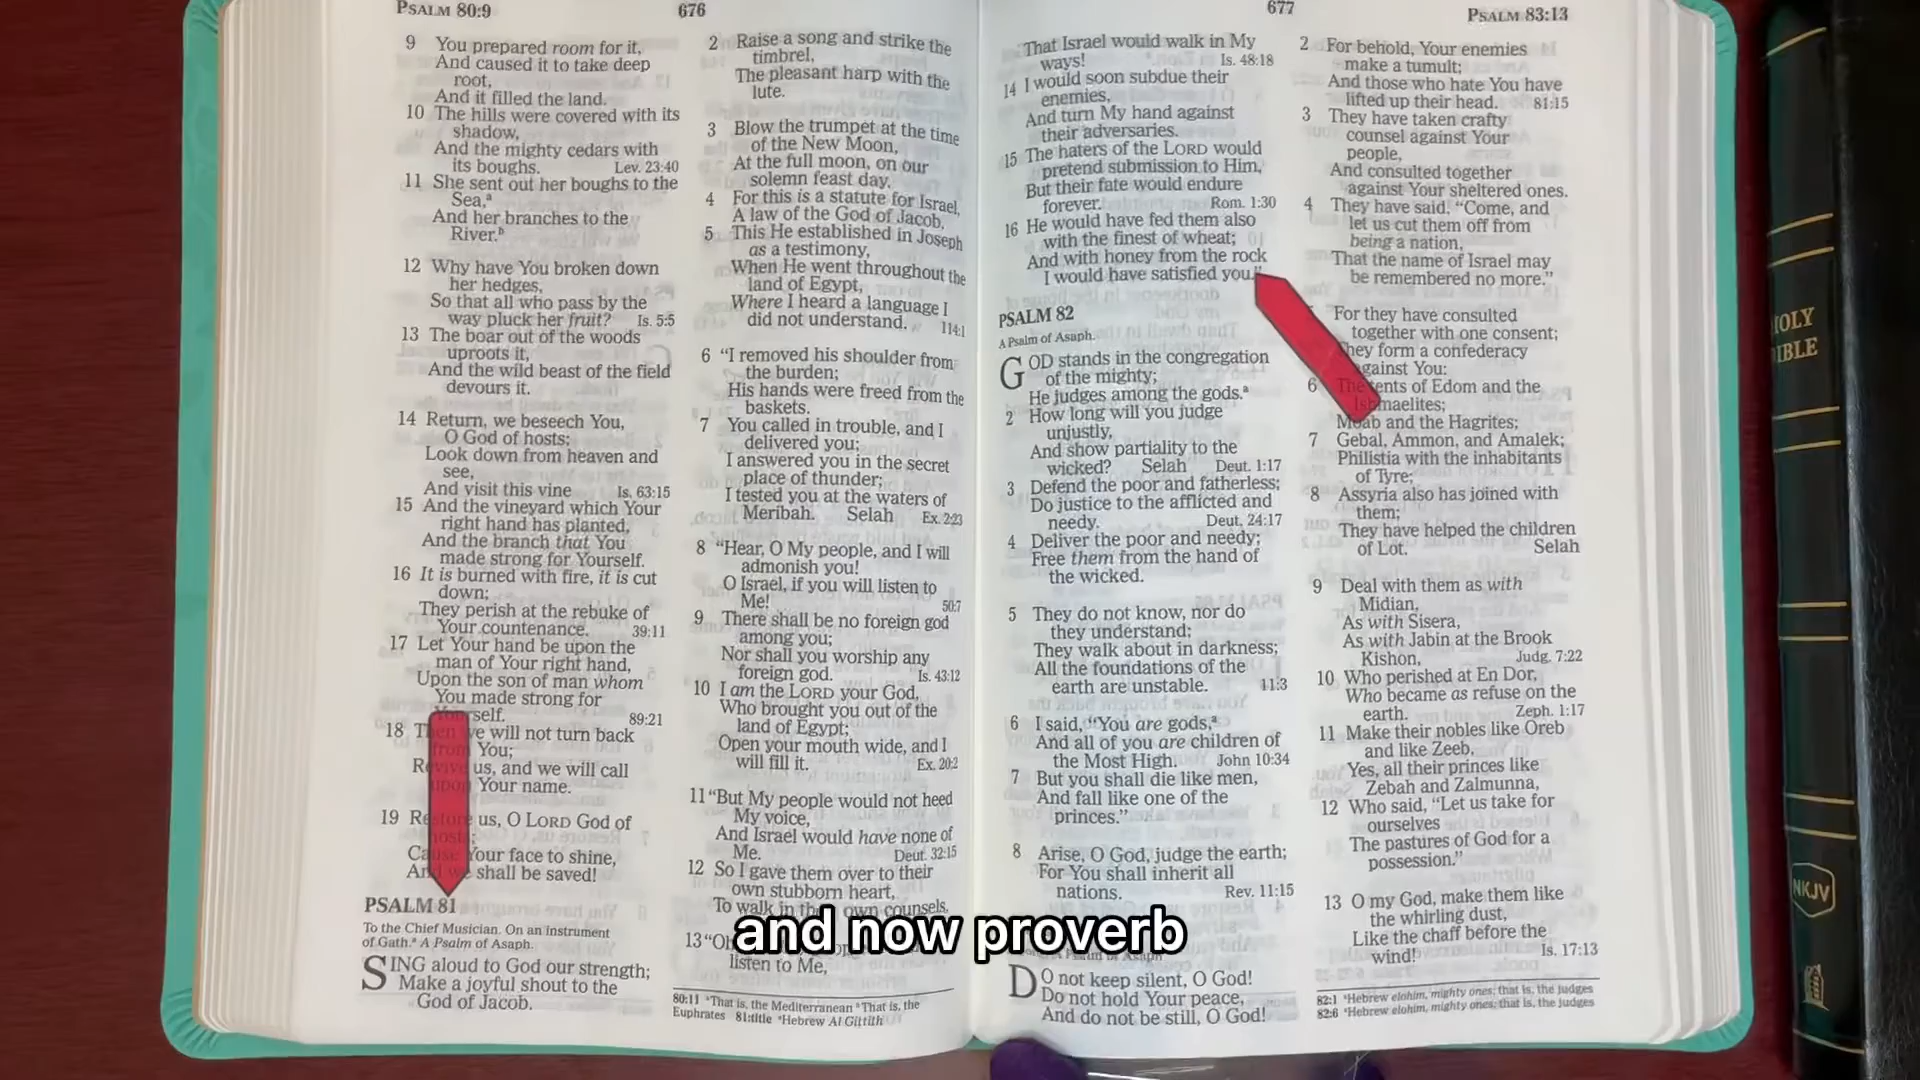 PSALM 80:9
676
9 You prepared room for it,
And caused it to take deep
root,
And it filled the land.
10 The hills were covered with its
shadow,
And the mighty cedars with
its boughs. Lev. 23:40
11 She sent out her boughs to the
Sea,ª
And her branches to the
River.ᵇ
12 Why have You broken down
her hedges,
So that all who pass by the
way pluck her fruit? Is. 5:5
13 The boar out of the woods
uproots it,
And the wild beast of the field
devours it.
14 Return, we beseech You,
O God of hosts;
Look down from heaven and
see,
And visit this vine Is. 63:15
15 And the vineyard which Your
right hand has planted,
And the branch that You
made strong for Yourself.
16 It is burned with fire, it is cut
down;
They perish at the rebuke of
Your countenance. 39:11
17 Let Your hand be upon the
man of Your right hand,
Upon the son of man whom
You made strong for
Yourself. 89:21
18 Then we will not turn back
from You;
Revive us, and we will call
upon Your name.
19 Restore us, O LORD God of
hosts;
Cause Your face to shine,
And we shall be saved!
PSALM 81
To the Chief Musician. On an instrument
of Gath.ª A Psalm of Asaph.
SING aloud to God our strength;
Make a joyful shout to the
God of Jacob.
2 Raise a song and strike the
timbrel,
The pleasant harp with the
lute.
3 Blow the trumpet at the time
of the New Moon,
At the full moon, on our
solemn feast day.
4 For this is a statute for Israel,
A law of the God of Jacob.
5 This He established in Joseph
as a testimony,
When He went throughout the
land of Egypt,
Where I heard a language I
did not understand. 114:1
6 “I removed his shoulder from
the burden;
His hands were freed from the
baskets.
7 You called in trouble, and I
delivered you;
I answered you in the secret
place of thunder;
I tested you at the waters of
Meribah. Selah Ex. 2:23
8 “Hear, O My people, and I will
admonish you!
O Israel, if you will listen to
Me! 50:7
9 There shall be no foreign god
among you;
Nor shall you worship any
foreign god. Is. 43:12
10 I am the LORD your God,
Who brought you out of the
land of Egypt;
Open your mouth wide, and I
will fill it. Ex. 20:2
11 “But My people would not heed
My voice,
And Israel would have none of
Me. Deut. 32:15
12 So I gave them over to their
own stubborn heart,
To walk in their own counsels.
13 “Oh,
listen to Me,
80:11 ªThat is, the Mediterranean ᵇThat is, the
Euphrates 81:title ªHebrew Al Gittith
677
PSALM 83:13
That Israel would walk in My
ways! Is. 48:18
14 I would soon subdue their
enemies,
And turn My hand against
their adversaries.
15 The haters of the LORD would
pretend submission to Him,
But their fate would endure
forever. Rom. 1:30
16 He would have fed them also
with the finest of wheat;
And with honey from the rock
I would have satisfied you.”
PSALM 82
A Psalm of Asaph.
GOD stands in the congregation
of the mighty;
He judges among the gods.ª
2 How long will you judge
unjustly,
And show partiality to the
wicked? Selah Deut. 1:17
3 Defend the poor and fatherless;
Do justice to the afflicted and
needy. Deut. 24:17
4 Deliver the poor and needy;
Free them from the hand of
the wicked.
5 They do not know, nor do
they understand;
They walk about in darkness;
All the foundations of the
earth are unstable. 11:3
6 I said, “You are gods,ª
And all of you are children of
the Most High. John 10:34
7 But you shall die like men,
And fall like one of the
princes.”
8 Arise, O God, judge the earth;
For You shall inherit all
nations. Rev. 11:15
A Psalm of Asaph
DO not keep silent, O God!
Do not hold Your peace,
And do not be still, O God!
2 For behold, Your enemies
make a tumult;
And those who hate You have
lifted up their head. 81:15
3 They have taken crafty
counsel against Your
people,
And consulted together
against Your sheltered ones.
4 They have said, “Come, and
let us cut them off from
being a nation,
That the name of Israel may
be remembered no more.”
For they have consulted
together with one consent;
They form a confederacy
against You:
6 The tents of Edom and the
Ishmaelites;
Moab and the Hagrites;
7 Gebal, Ammon, and Amalek;
Philistia with the inhabitants
of Tyre;
8 Assyria also has joined with
them;
They have helped the children
of Lot. Selah
9 Deal with them as with
Midian,
As with Sisera,
As with Jabin at the Brook
Kishon, Judg. 7:22
10 Who perished at En Dor,
Who became as refuse on the
earth. Zeph. 1:17
11 Make their nobles like Oreb
and like Zeeb,
Yes, all their princes like
Zebah and Zalmunna,
12 Who said, “Let us take for
ourselves
The pastures of God for a
possession.”
13 O my God, make them like
the whirling dust,
Like the chaff before the
wind! Is. 17:13
82:1 ªHebrew elohim, mighty ones; that is, the judges
82:6 ªHebrew elohim, mighty ones; that is, the judges
HOLY
BIBLE
NKJV
and now proverb